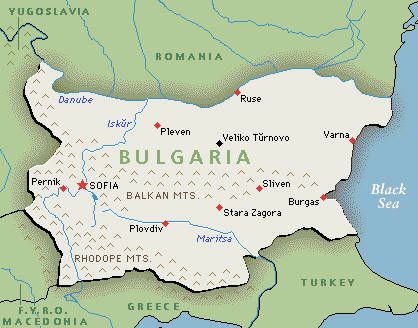 YUGOSLAVIA
ROMANIA
Danube
Ruse
Iskŭr
Pleven
Veliko Tŭrnovo
Varna
BULGARIA
Pernik
SOFIA
Sliven
BALKAN MTS.
Burgas
Black
Sea
Stara Zagora
Plovdiv
Maritsa
RHODOPE MTS.
TURKEY
GREECE
F.Y.R.O.
MACEDONIA